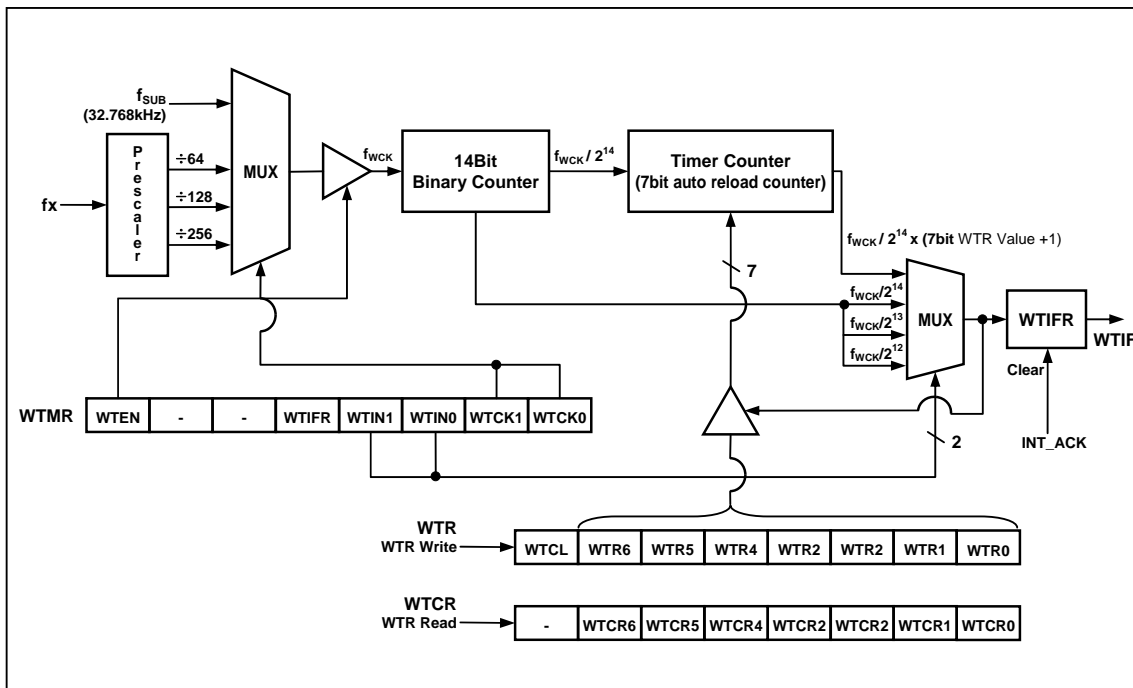 fSUB
(32.768kHz)
Prescaler
fx
÷64
÷128
÷256
MUX
fWCK
14Bit
Binary Counter
fWCK / 2^14
Timer Counter
(7bit auto reload counter)
fWCK / 2^14 x (7bit WTR Value +1)
7
fWCK/2^14
fWCK/2^13
fWCK/2^12
MUX
WTIFR
WTIF
Clear
INT_ACK
2
WTMR
WTEN - - WTIFR WTIN1 WTIN0 WTCK1 WTCK0
WTR
WTR Write
WTCL WTR6 WTR5 WTR4 WTR2 WTR2 WTR1 WTR0
WTCR
WTR Read
- WTCR6 WTCR5 WTCR4 WTCR2 WTCR2 WTCR1 WTCR0